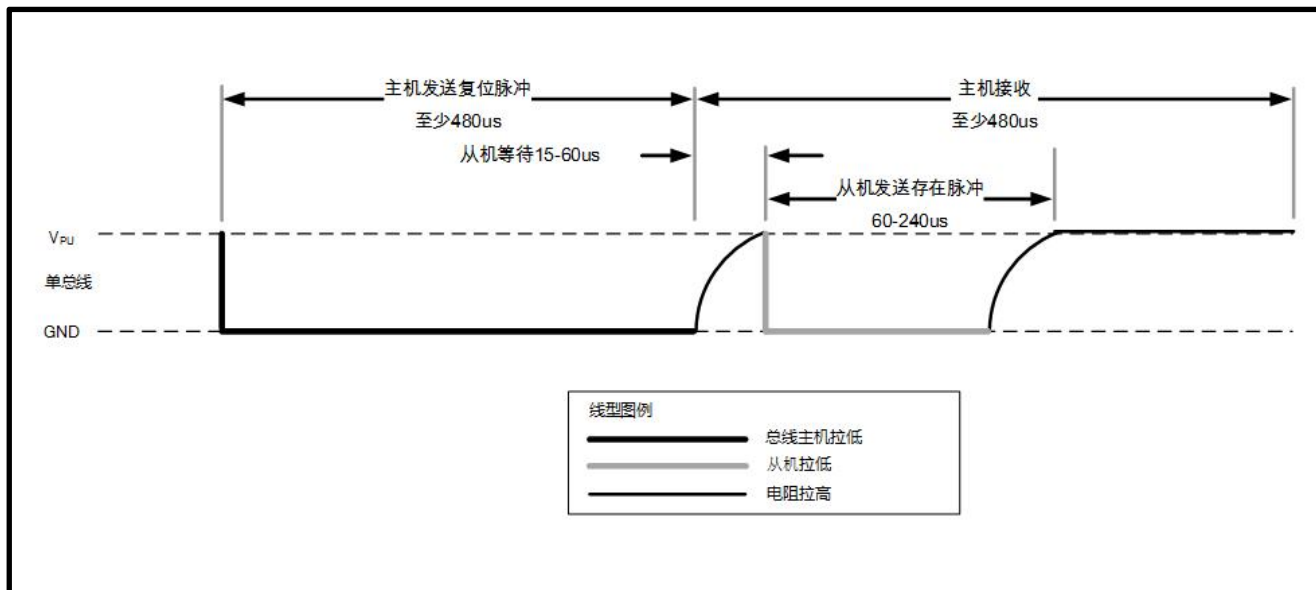 主机发送复位脉冲
至少480us
主机接收
至少480us
从机等待15-60us
从机发送存在脉冲
60-240us
VPU
单总线
GND
线型图例
总线主机拉低
从机拉低
电阻拉高